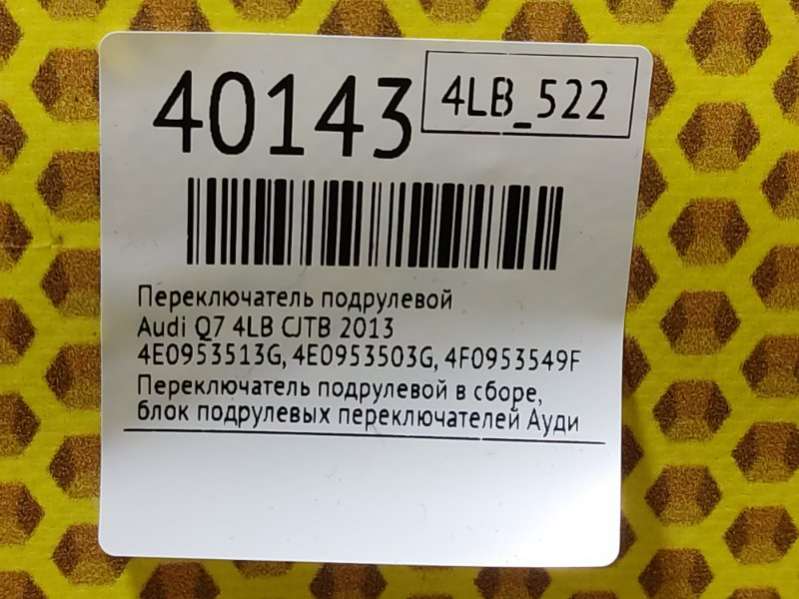 40143
4LB_522
Переключатель подрулевой
Audi Q7 4LB CJTB 2013
4E0953513G, 4E0953503G, 4F0953549F
Переключатель подрулевой в сборе,
блок подрулевых переключателей Ауди